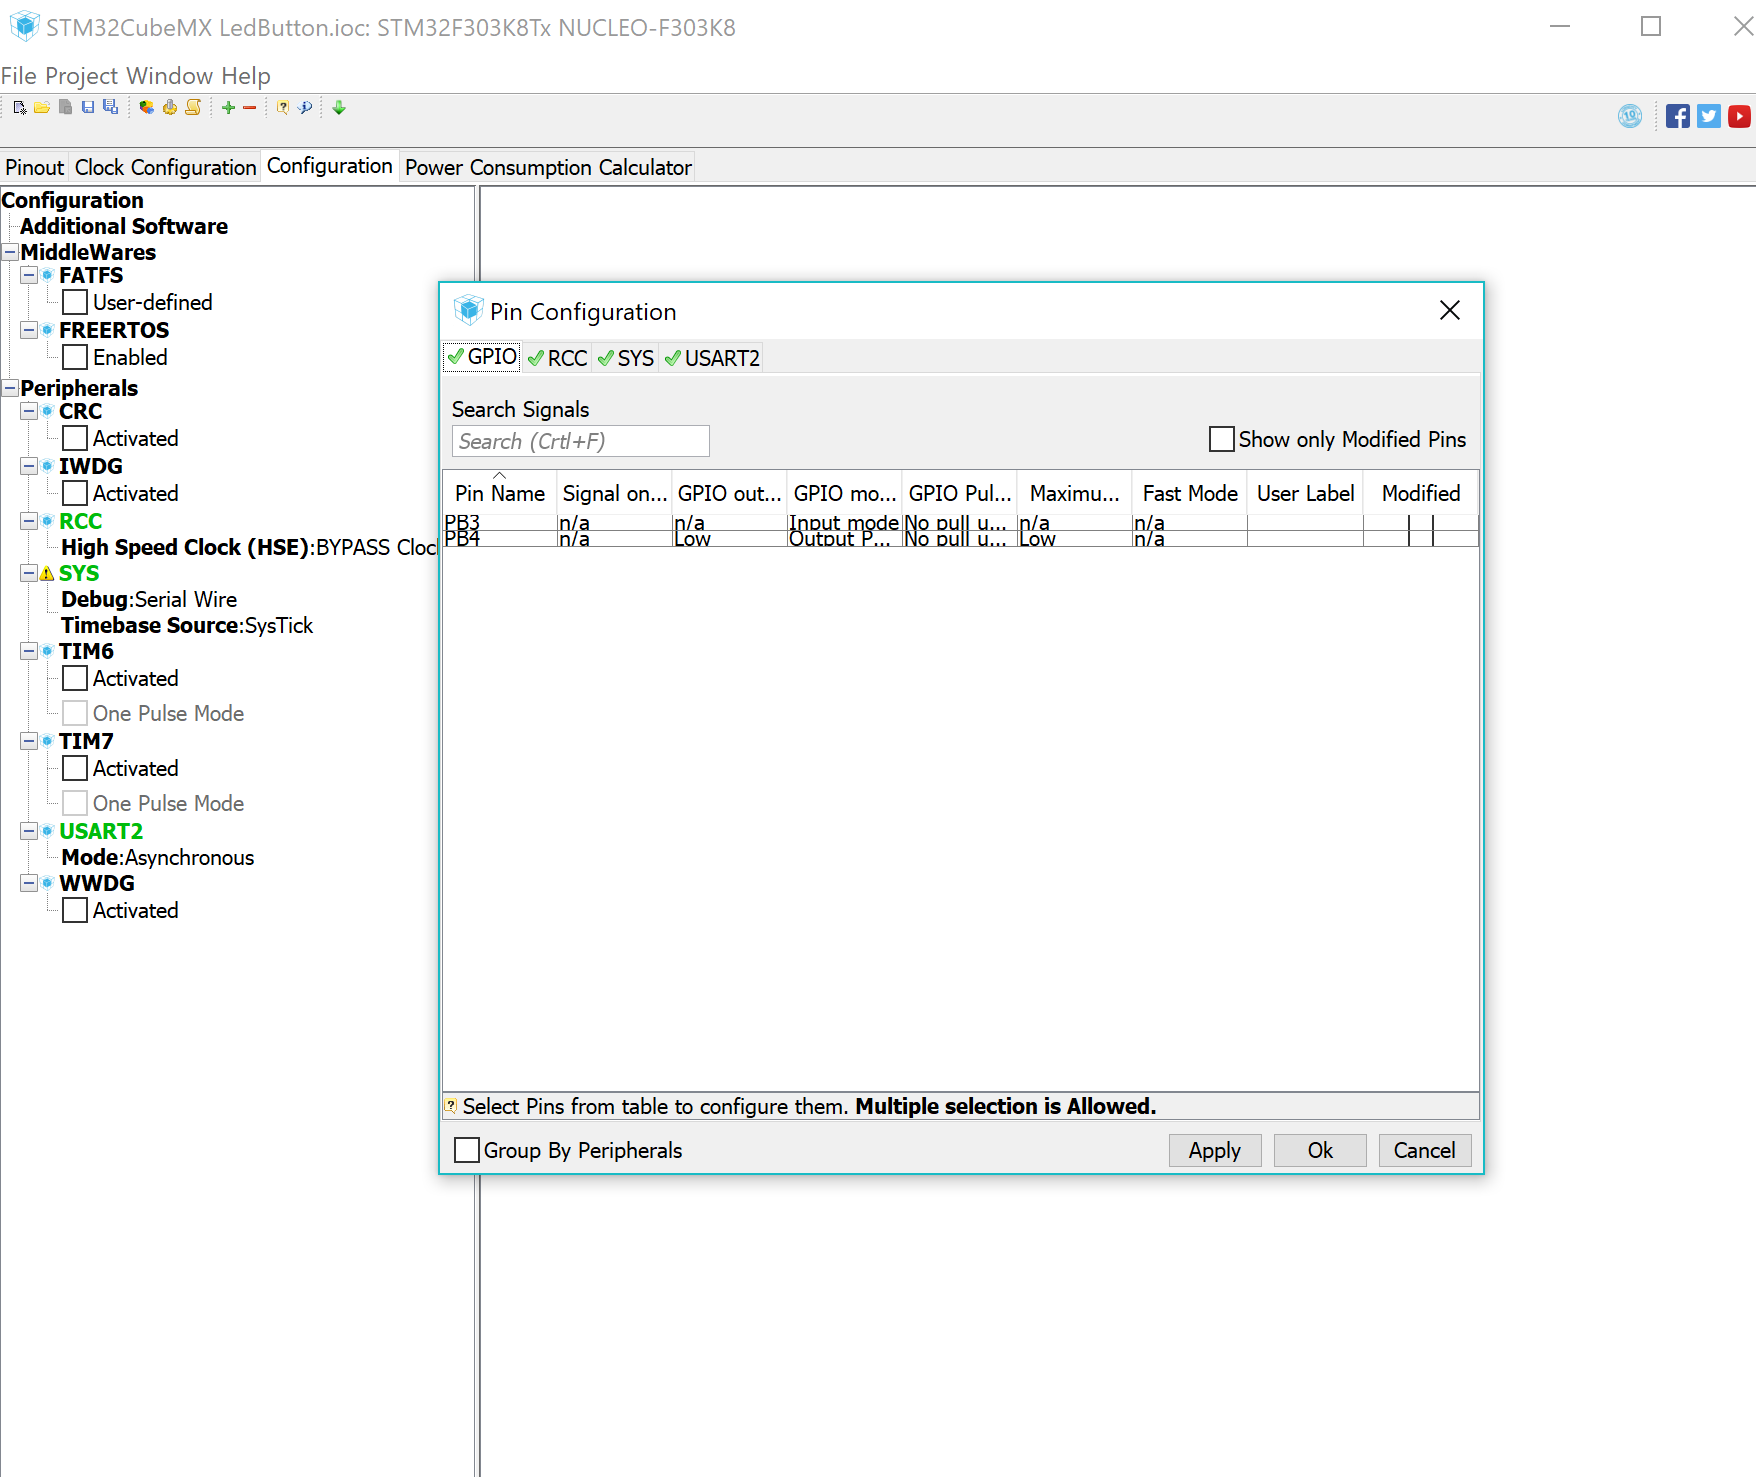 STM32CubeMX LedButton.ioc: STM32F303K8Tx NUCLEO-F303K8
File Project Window Help
Pinout Clock Configuration Configuration Power Consumption Calculator
Configuration
Additional Software
MiddleWares
FATFS
User-defined
FREERTOS
Enabled
Peripherals
CRC
Activated
IWDG
Activated
RCC
High Speed Clock (HSE):BYPASS Cloc
SYS
Debug:Serial Wire
Timebase Source:SysTick
TIM6
Activated
One Pulse Mode
TIM7
Activated
One Pulse Mode
USART2
Mode:Asynchronous
WWDG
Activated
Pin Configuration
GPIO RCC SYS USART2
Search Signals
Search (Crtl+F)
Show only Modified Pins
Pin Name Signal on... GPIO out... GPIO mo... GPIO Pul... Maximu... Fast Mode User Label Modified
PB3 n/a n/a Input mode No pull u... n/a n/a
PB4 n/a Low Output P... No pull u... Low n/a
Select Pins from table to configure them. Multiple selection is Allowed.
Group By Peripherals
Apply Ok Cancel